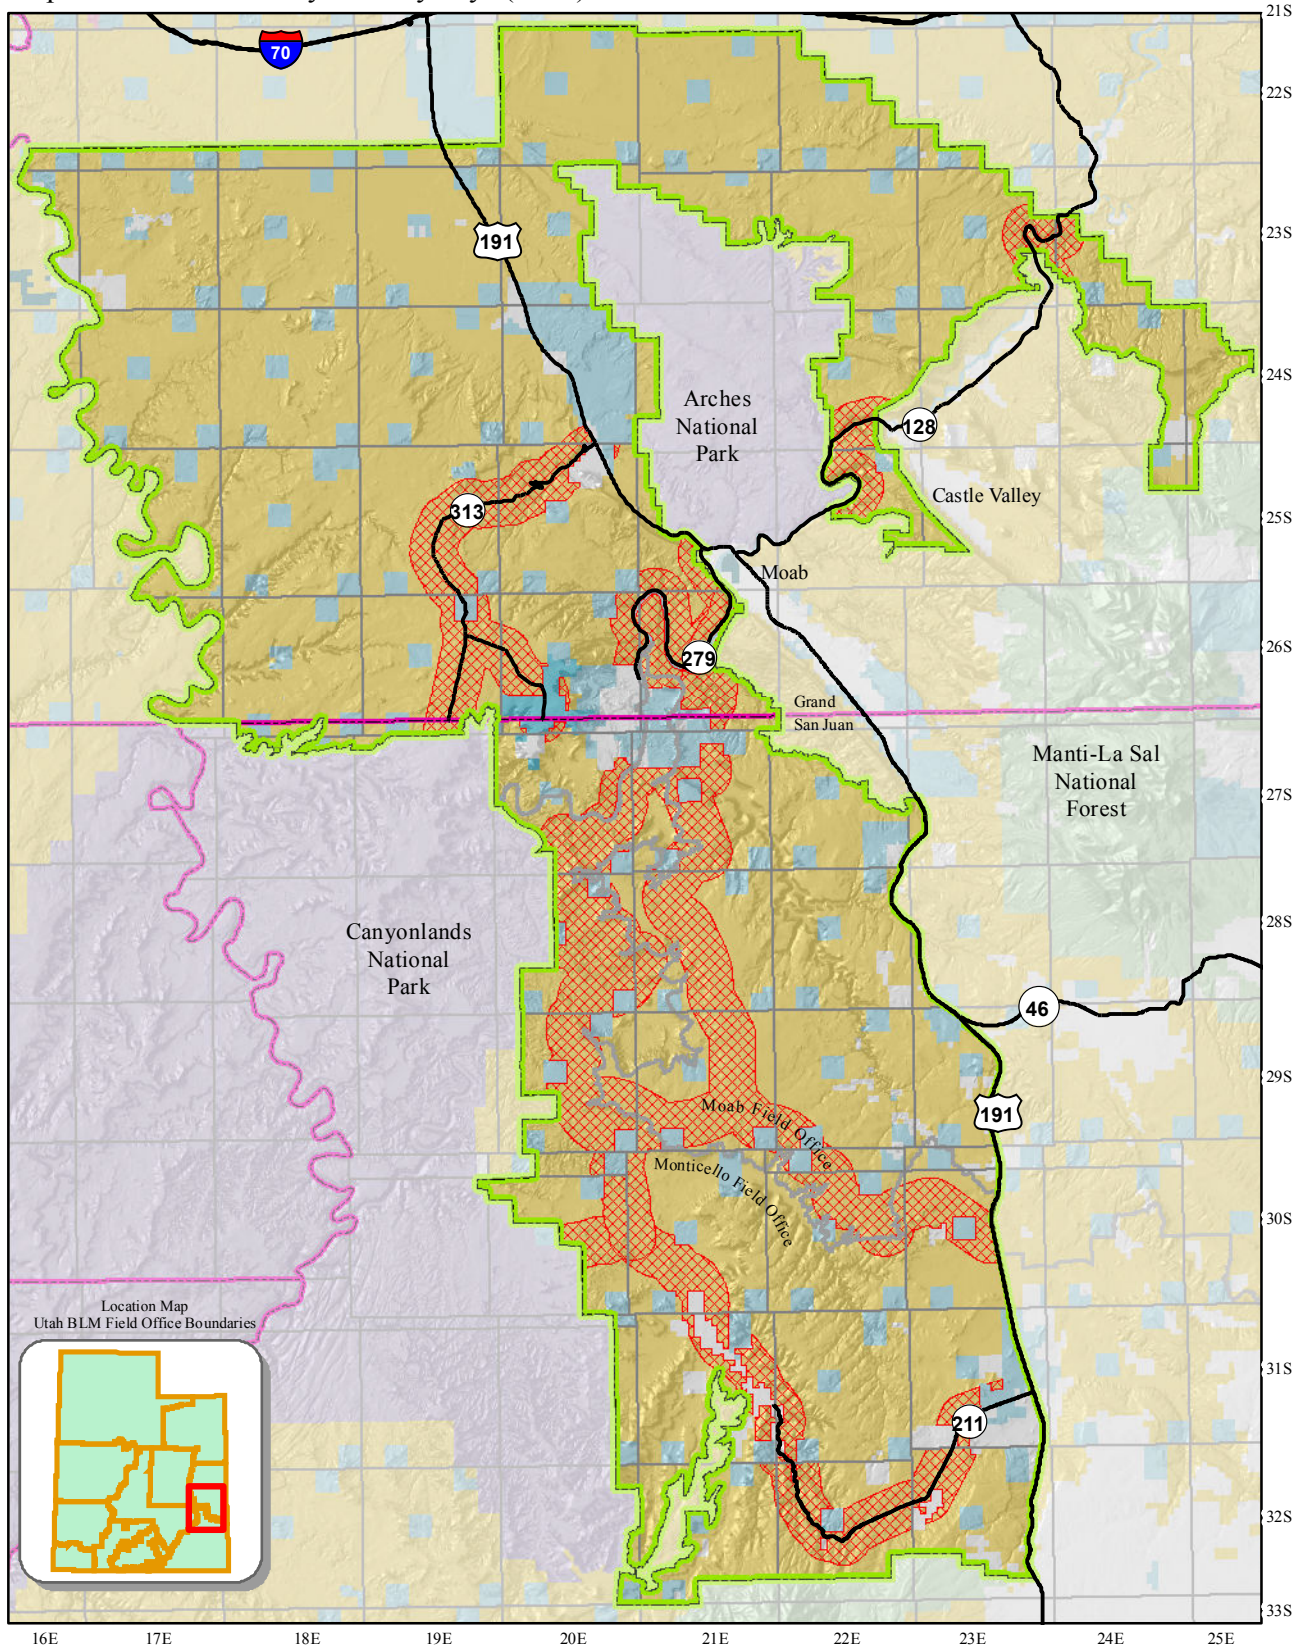 21S
70
22S
191
23S
24S
Arches
National
Park
128
Castle Valley
313
25S
Moab
279
26S
Grand
San Juan
Manti-La Sal
National
Forest
27S
Canyonlands
National
Park
28S
46
29S
Moab Field Office
191
Monticello Field Office
30S
Location Map
Utah BLM Field Office Boundaries
31S
211
32S
33S
16E 17E 18E 19E 20E 21E 22E 23E 24E 25E